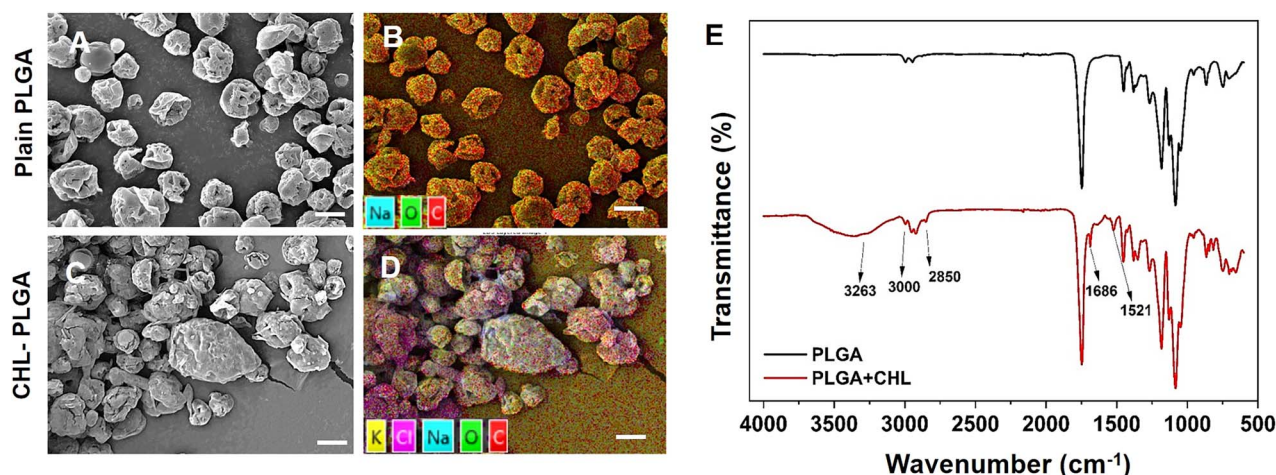 Plain PLGA
A
B
Na O C
CHL- PLGA
C
D
K Cl Na O C
E
Transmittance (%)
3263
3000
2850
1686
1521
PLGA
PLGA+CHL
4000 3500 3000 2500 2000 1500 1000 500
Wavenumber (cm⁻¹)